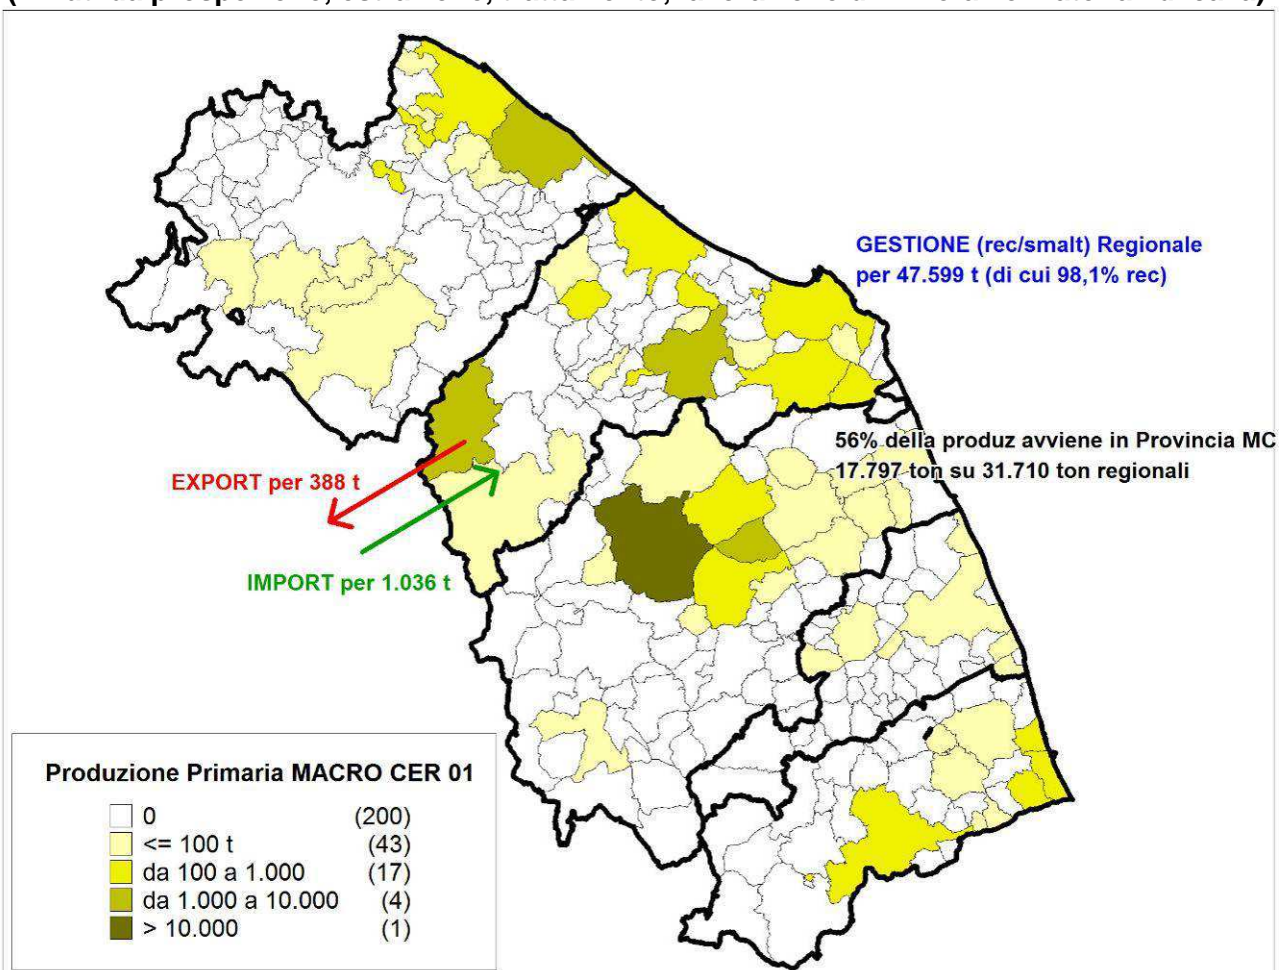 GESTIONE (rec/smalt) Regionale
per 47.599 t (di cui 98,1% rec)
56% della produz avviene in Provincia MC
17.797 ton su 31.710 ton regionali
EXPORT per 388 t
IMPORT per 1.036 t
Produzione Primaria MACRO CER 01
0 (200)
<= 100 t (43)
da 100 a 1.000 (17)
da 1.000 a 10.000 (4)
> 10.000 (1)